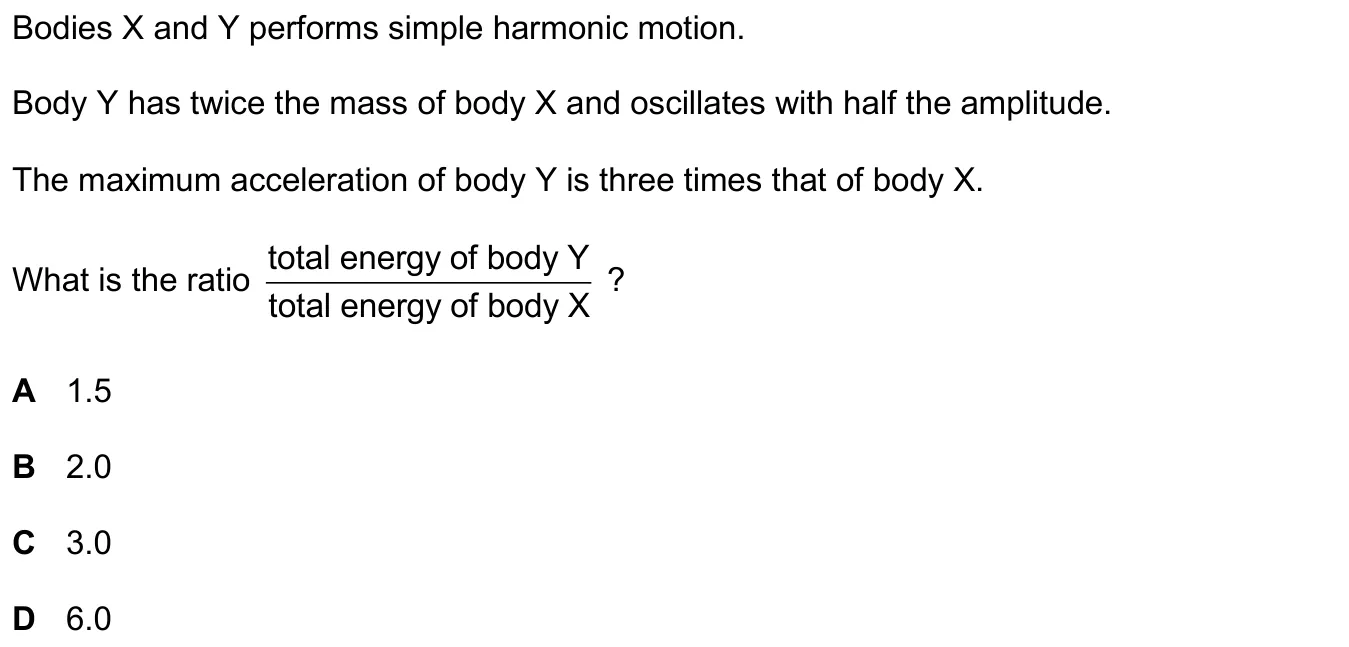 Bodies X and Y performs simple harmonic motion.
Body Y has twice the mass of body X and oscillates with half the amplitude.
The maximum acceleration of body Y is three times that of body X.
What is the ratio total energy of body Y / total energy of body X ?
A 1.5
B 2.0
C 3.0
D 6.0